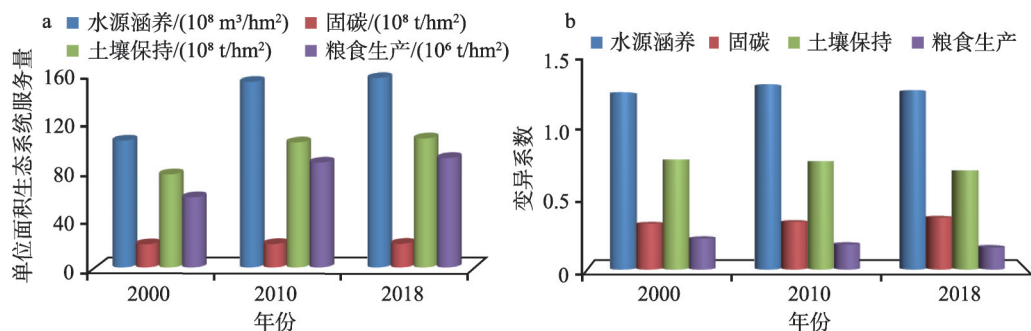 a
水源涵养/(10⁸ m³/hm²) 固碳/(10⁸ t/hm²)
土壤保持/(10⁸ t/hm²) 粮食生产/(10⁶ t/hm²)
单位面积生态系统服务量
160
120
80
40
0
2000 2010 2018
年份
b
水源涵养 固碳 土壤保持 粮食生产
变异系数
1.5
1.0
0.5
0
2000 2010 2018
年份